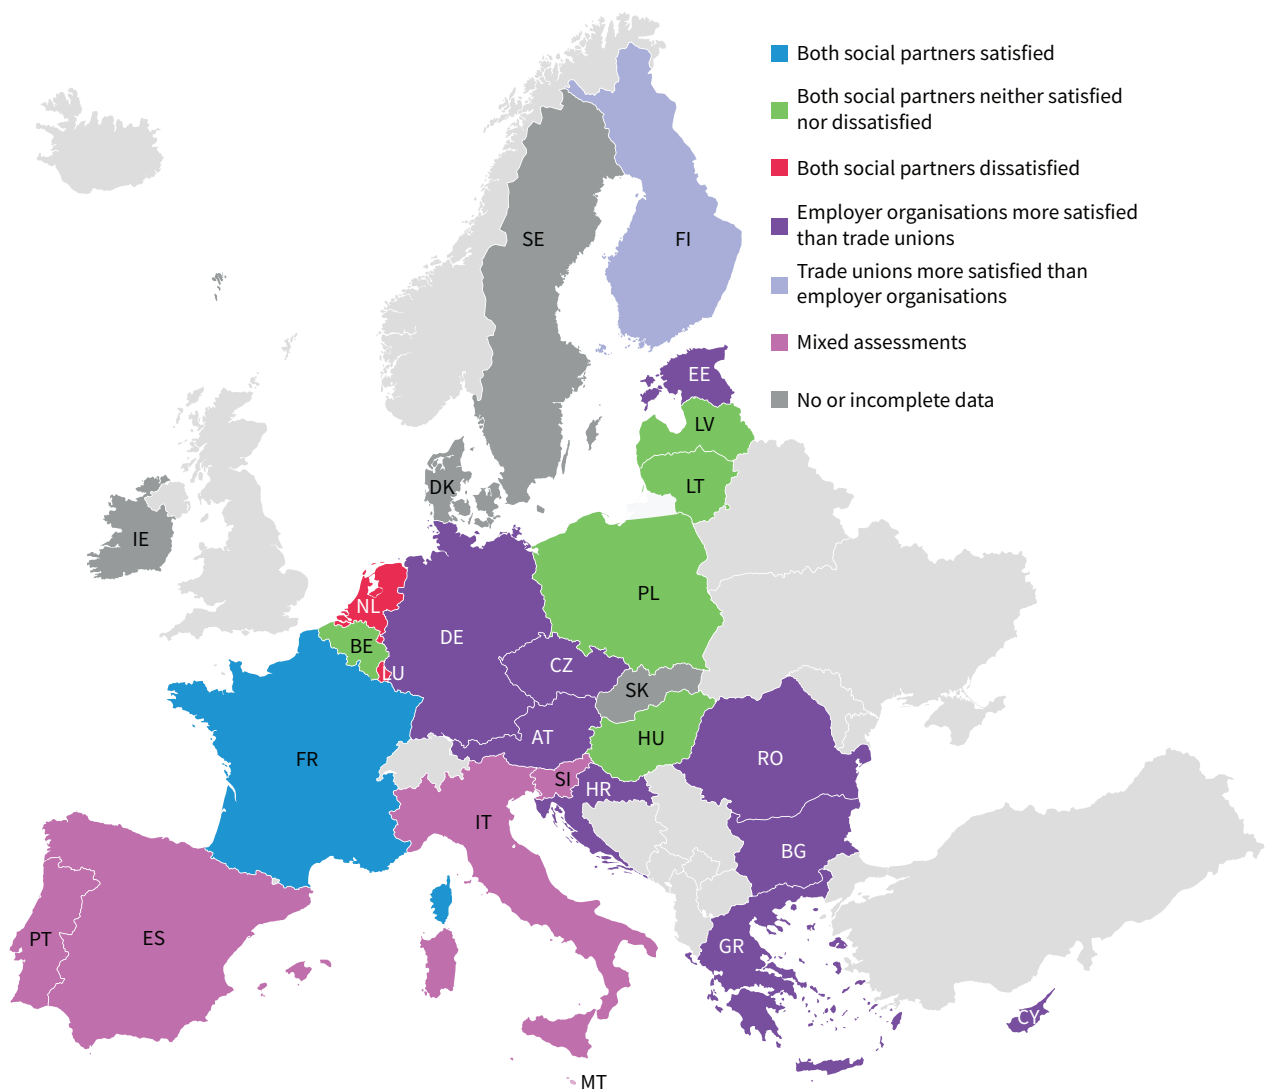 Both social partners satisfied
Both social partners neither satisfied
nor dissatisfied
Both social partners dissatisfied
Employer organisations more satisfied
than trade unions
Trade unions more satisfied than
employer organisations
Mixed assessments
No or incomplete data
SE
FI
EE
LV
LT
DK
IE
NL
PL
BE
DE
LU
CZ
SK
AT
HU
FR
RO
SI
HR
IT
BG
PT
ES
GR
CY
MT